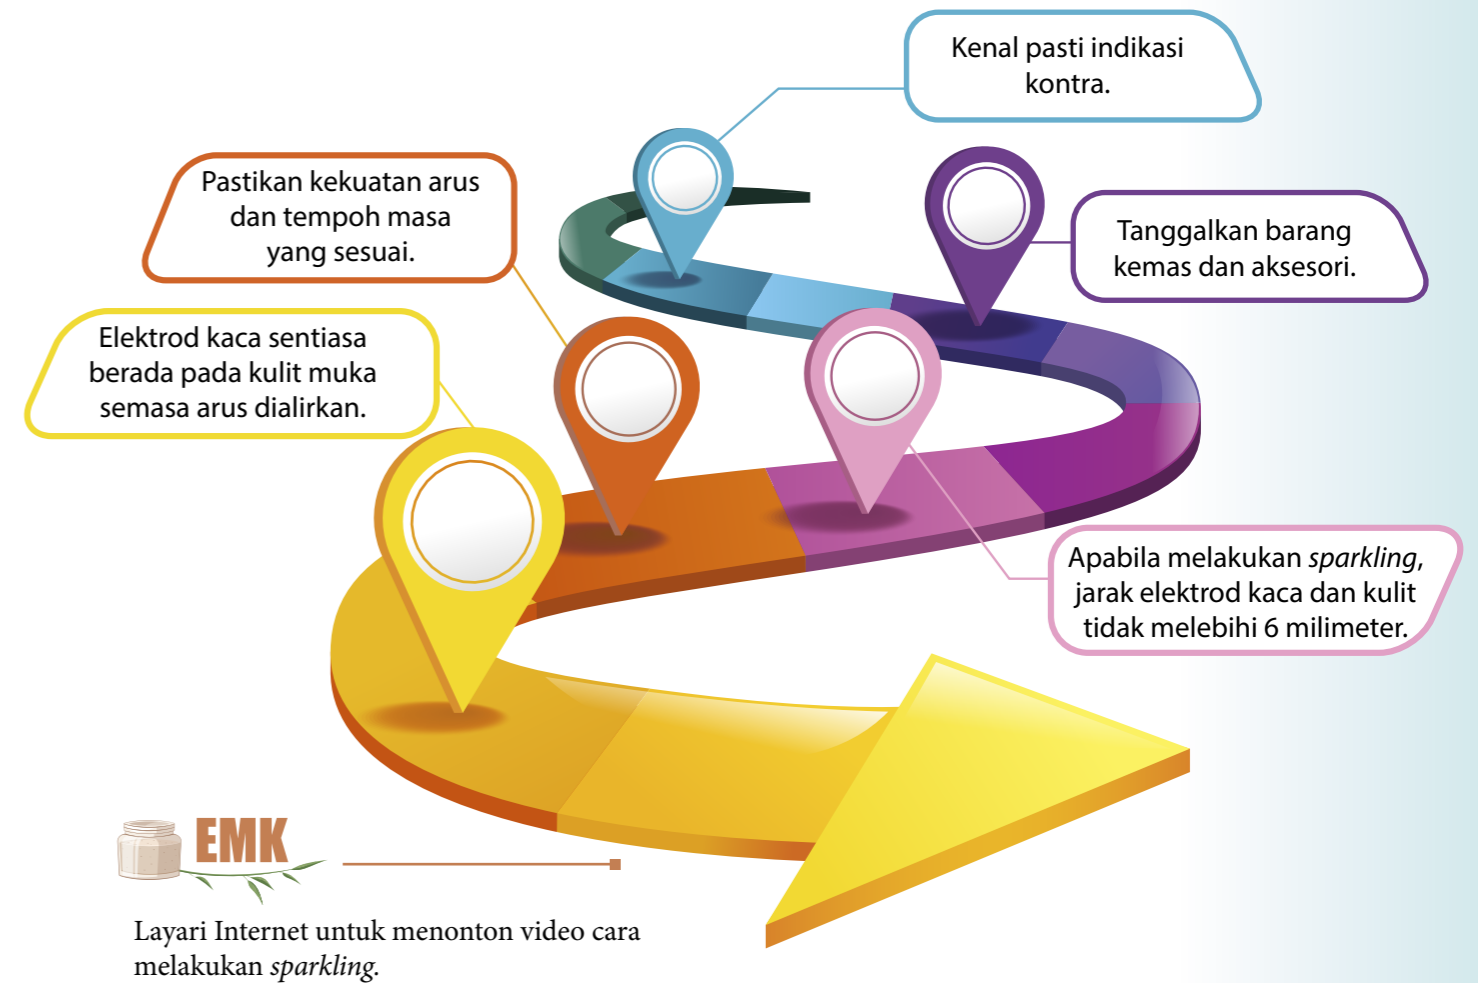 Kenal pasti indikasi
kontra.
Tanggalkan barang
kemas dan aksesori.
Apabila melakukan sparkling,
jarak elektrod kaca dan kulit
tidak melebihi 6 milimeter.
Pastikan kekuatan arus
dan tempoh masa
yang sesuai.
Elektrod kaca sentiasa
berada pada kulit muka
semasa arus dialirkan.
EMK
Layari Internet untuk menonton video cara
melakukan sparkling.